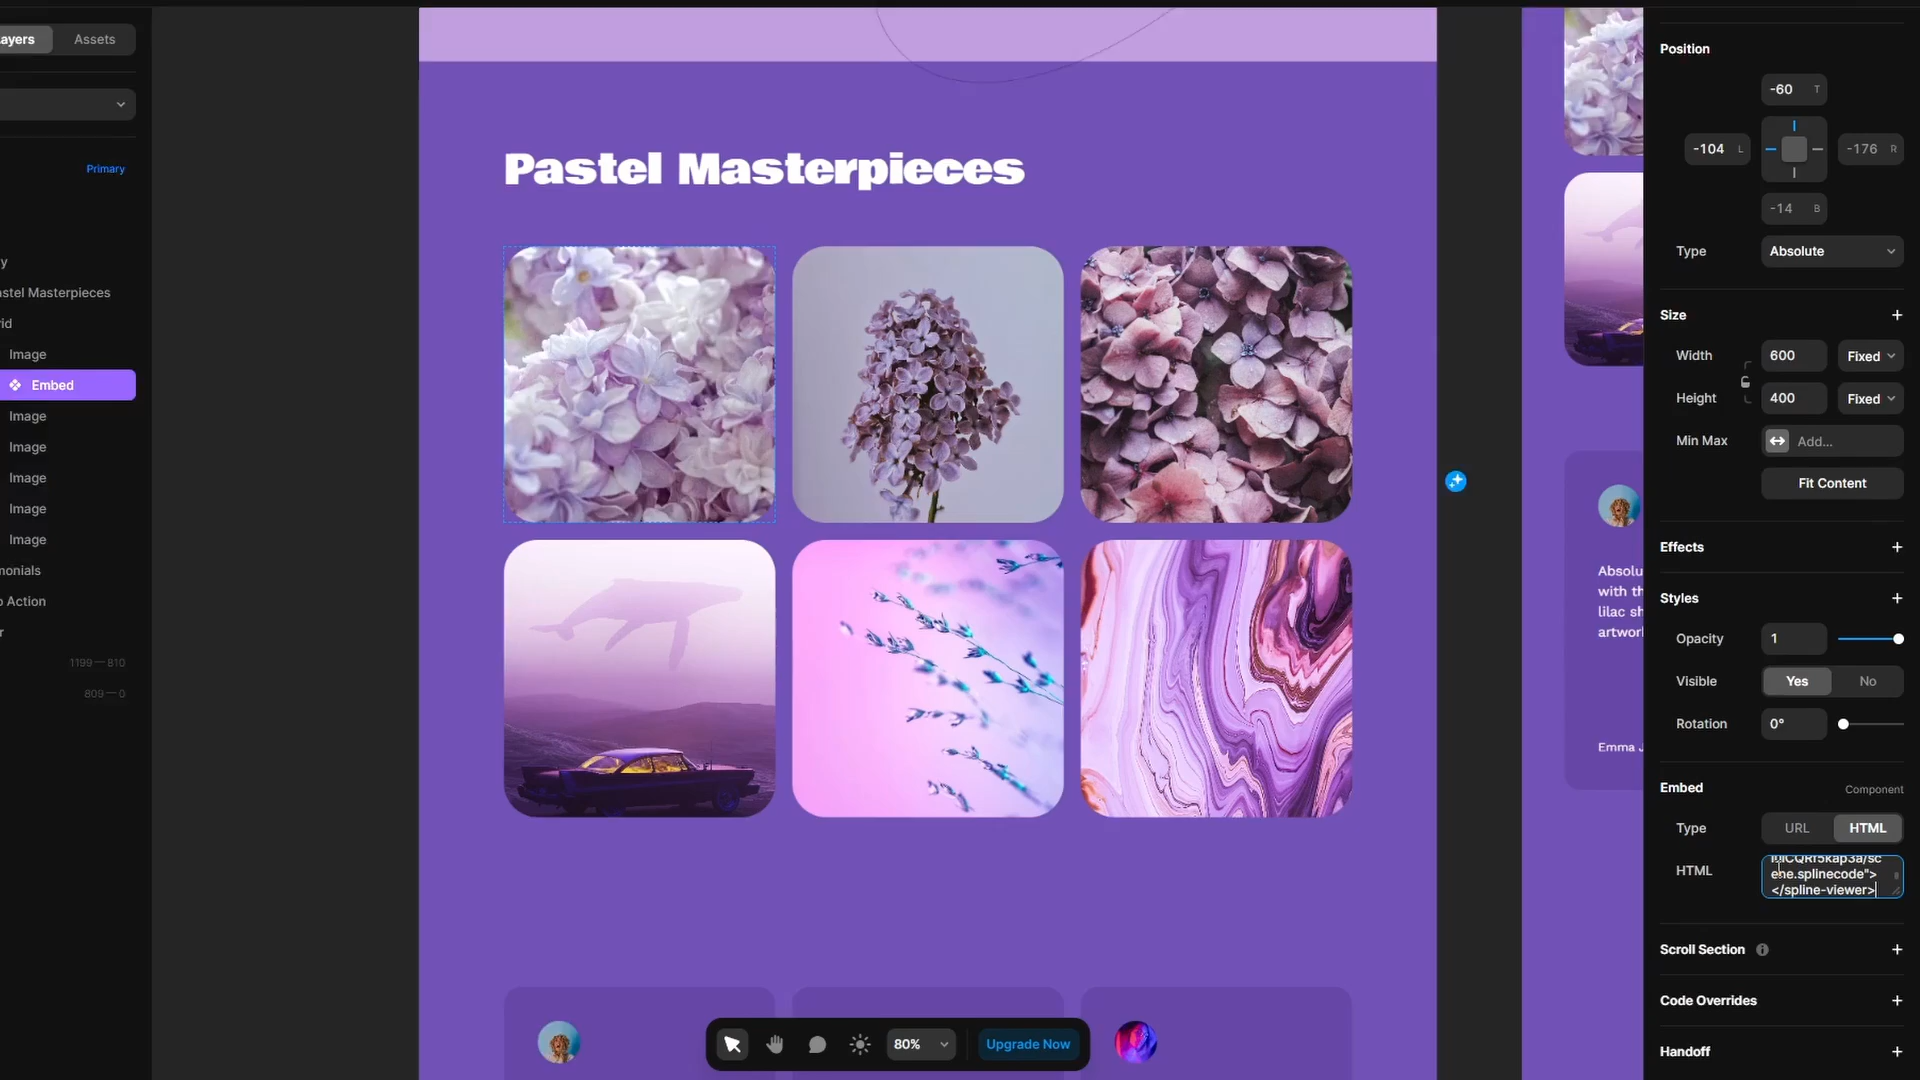 ayers
Assets
Primary
y
astel Masterpieces
id
Image
Embed
Image
Image
Image
Image
Image
nonials
o Action
r
1199—810
809—0
Pastel Masterpieces
80%
Upgrade Now
Absolu
with th
lilac sh
artwork
Emma J
Position
-60 T
-104 L
-176 R
-14 B
Type
Absolute
Size
Width
600
Fixed
Height
400
Fixed
Min Max
Add...
Fit Content
Effects
Styles
Opacity
1
Visible
Yes
No
Rotation
0°
Embed
Component
Type
URL
HTML
HTML
ene.splinecode">
</spline-viewer>
Scroll Section
Code Overrides
Handoff